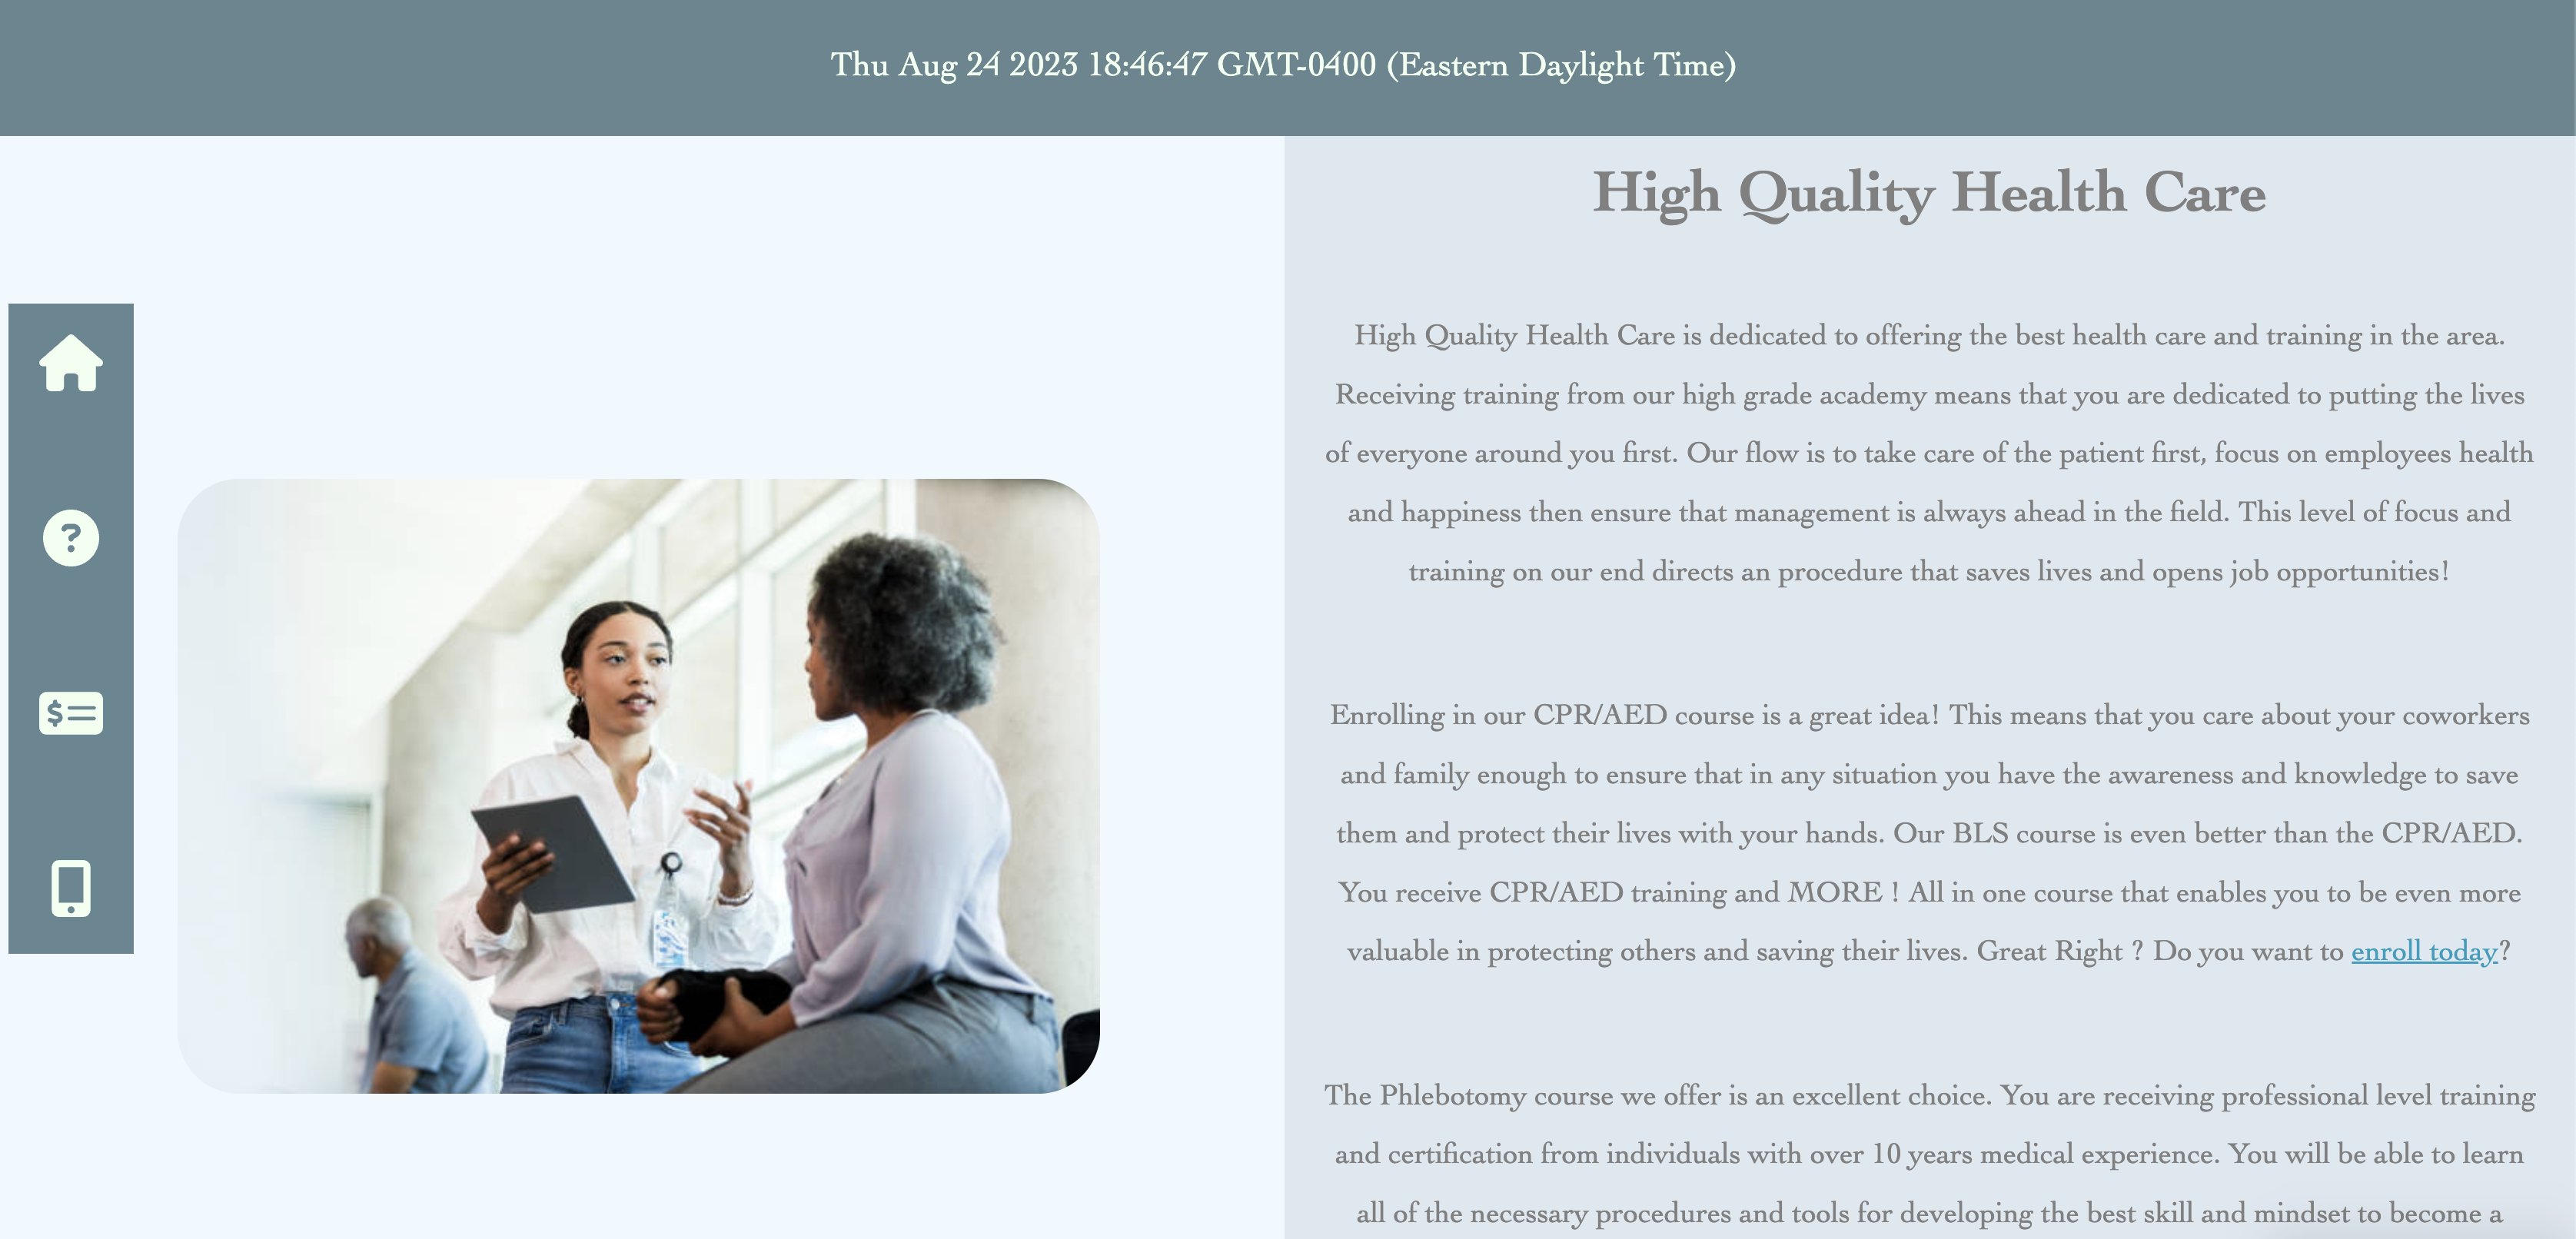 Thu Aug 24 2023 18:46:47 GMT-0400 (Eastern Daylight Time)
High Quality Health Care
High Quality Health Care is dedicated to offering the best health care and training in the area.
Receiving training from our high grade academy means that you are dedicated to putting the lives
of everyone around you first. Our flow is to take care of the patient first, focus on employees health
and happiness then ensure that management is always ahead in the field. This level of focus and
training on our end directs an procedure that saves lives and opens job opportunities!
Enrolling in our CPR/AED course is a great idea! This means that you care about your coworkers
and family enough to ensure that in any situation you have the awareness and knowledge to save
them and protect their lives with your hands. Our BLS course is even better than the CPR/AED.
You receive CPR/AED training and MORE ! All in one course that enables you to be even more
valuable in protecting others and saving their lives. Great Right ? Do you want to enroll today?
The Phlebotomy course we offer is an excellent choice. You are receiving professional level training
and certification from individuals with over 10 years medical experience. You will be able to learn
all of the necessary procedures and tools for developing the best skill and mindset to become a